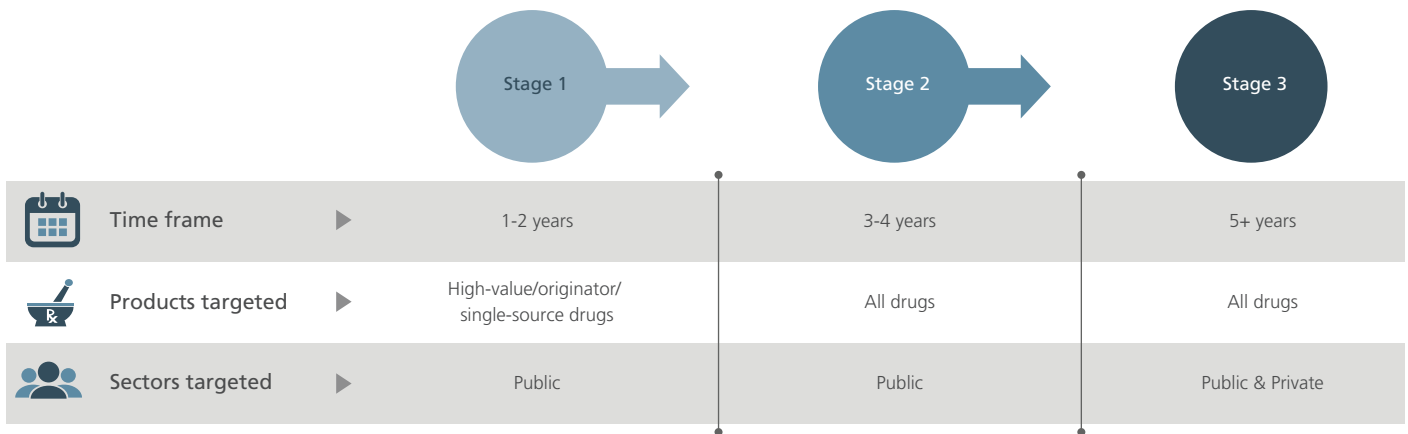 Stage 1
Stage 2
Stage 3
Time frame
1-2 years
3-4 years
5+ years
Products targeted
High-value/originator/
single-source drugs
All drugs
All drugs
Rx
Sectors targeted
Public
Public
Public & Private